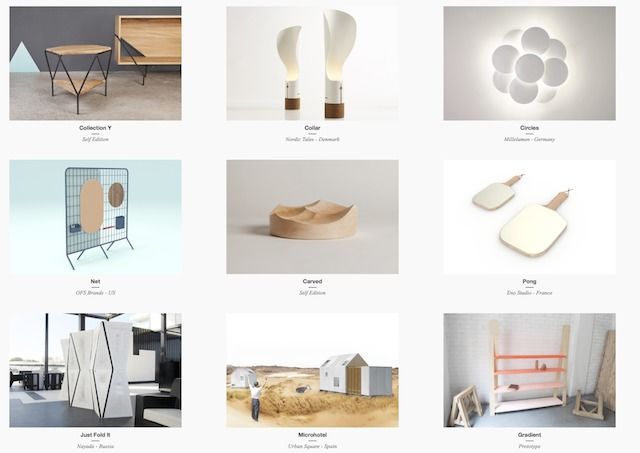 Collection Y
Self Edition
Collar
Nordic Tales - Denmark
Circles
Millelumen - Germany
Net
OFS Brands - US
Carved
Self Edition
Pong
Eno Studio - France
Just Fold It
Nayada - Russia
Microhotel
Urban Square - Spain
Gradient
Prototype